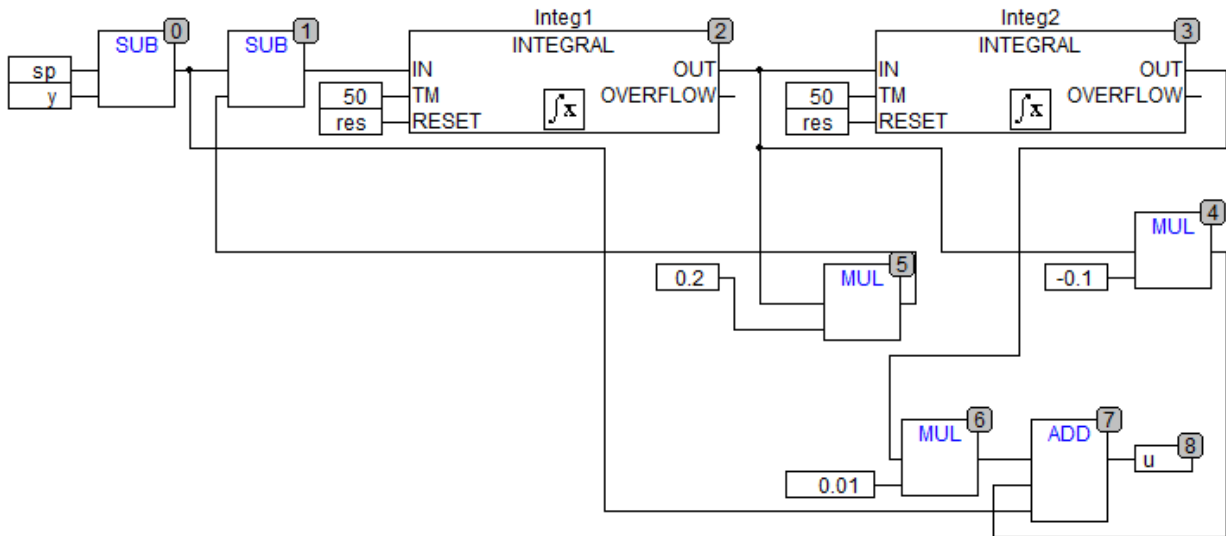 Integ1
Integ2
0
1
2
3
SUB
SUB
INTEGRAL
INTEGRAL
sp
IN
OUT
IN
OUT
y
50
TM
OVERFLOW
50
TM
OVERFLOW
res
RESET
∫x
res
RESET
∫x
4
MUL
5
0.2
MUL
-0.1
6
7
MUL
ADD
8
u
0.01